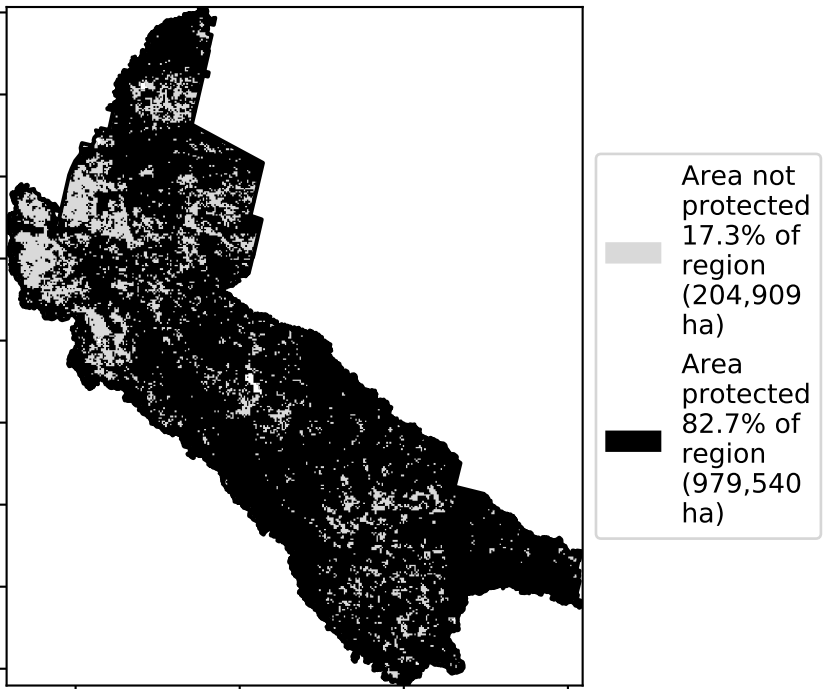 Area not
protected
17.3% of
region
(204,909
ha)
Area
protected
82.7% of
region
(979,540
ha)